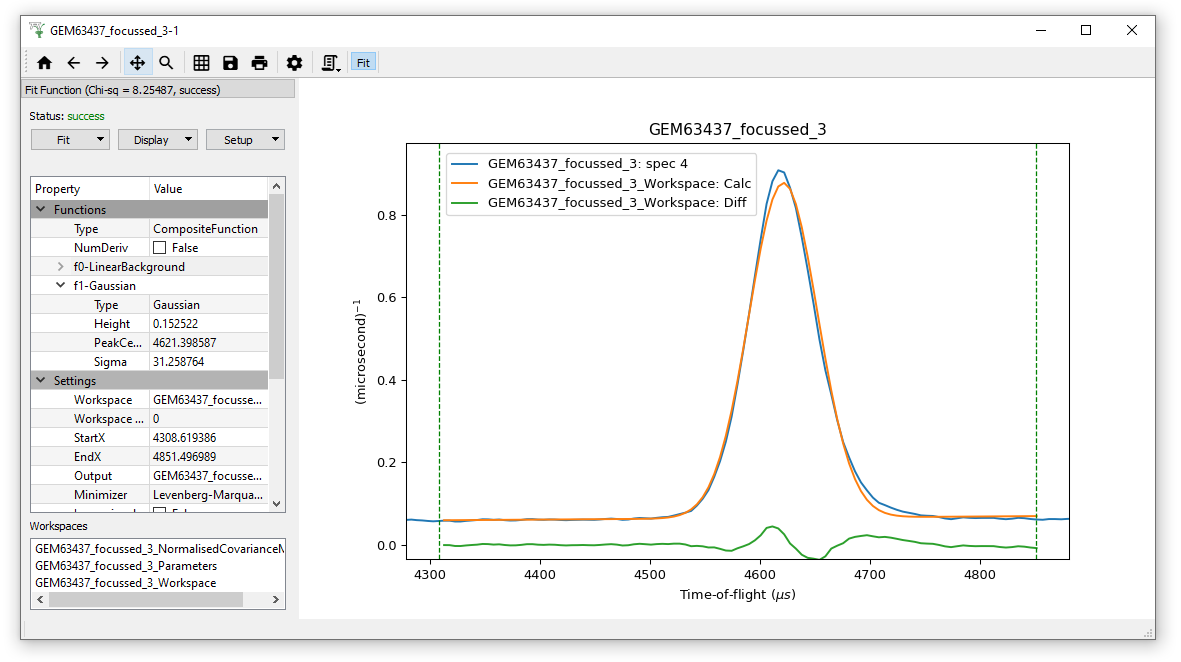 GEM63437_focussed_3-1
Fit
Fit Function (Chi-sq = 8.25487, success)
Status: success
Fit Display Setup
Property Value
Functions
Type CompositeFunction
NumDeriv False
f0-LinearBackground
f1-Gaussian
Type Gaussian
Height 0.152522
PeakCe... 4621.398587
Sigma 31.258764
Settings
Workspace GEM63437_focusse...
Workspace ... 0
StartX 4308.619386
EndX 4851.496989
Output GEM63437_focusse...
Minimizer Levenberg-Marqua...
Workspaces
GEM63437_focussed_3_NormalisedCovarianceM
GEM63437_focussed_3_Parameters
GEM63437_focussed_3_Workspace
GEM63437_focussed_3
GEM63437_focussed_3: spec 4
GEM63437_focussed_3_Workspace: Calc
GEM63437_focussed_3_Workspace: Diff
(microsecond)⁻¹
0.8
0.6
0.4
0.2
0.0
4300 4400 4500 4600 4700 4800
Time-of-flight (μs)